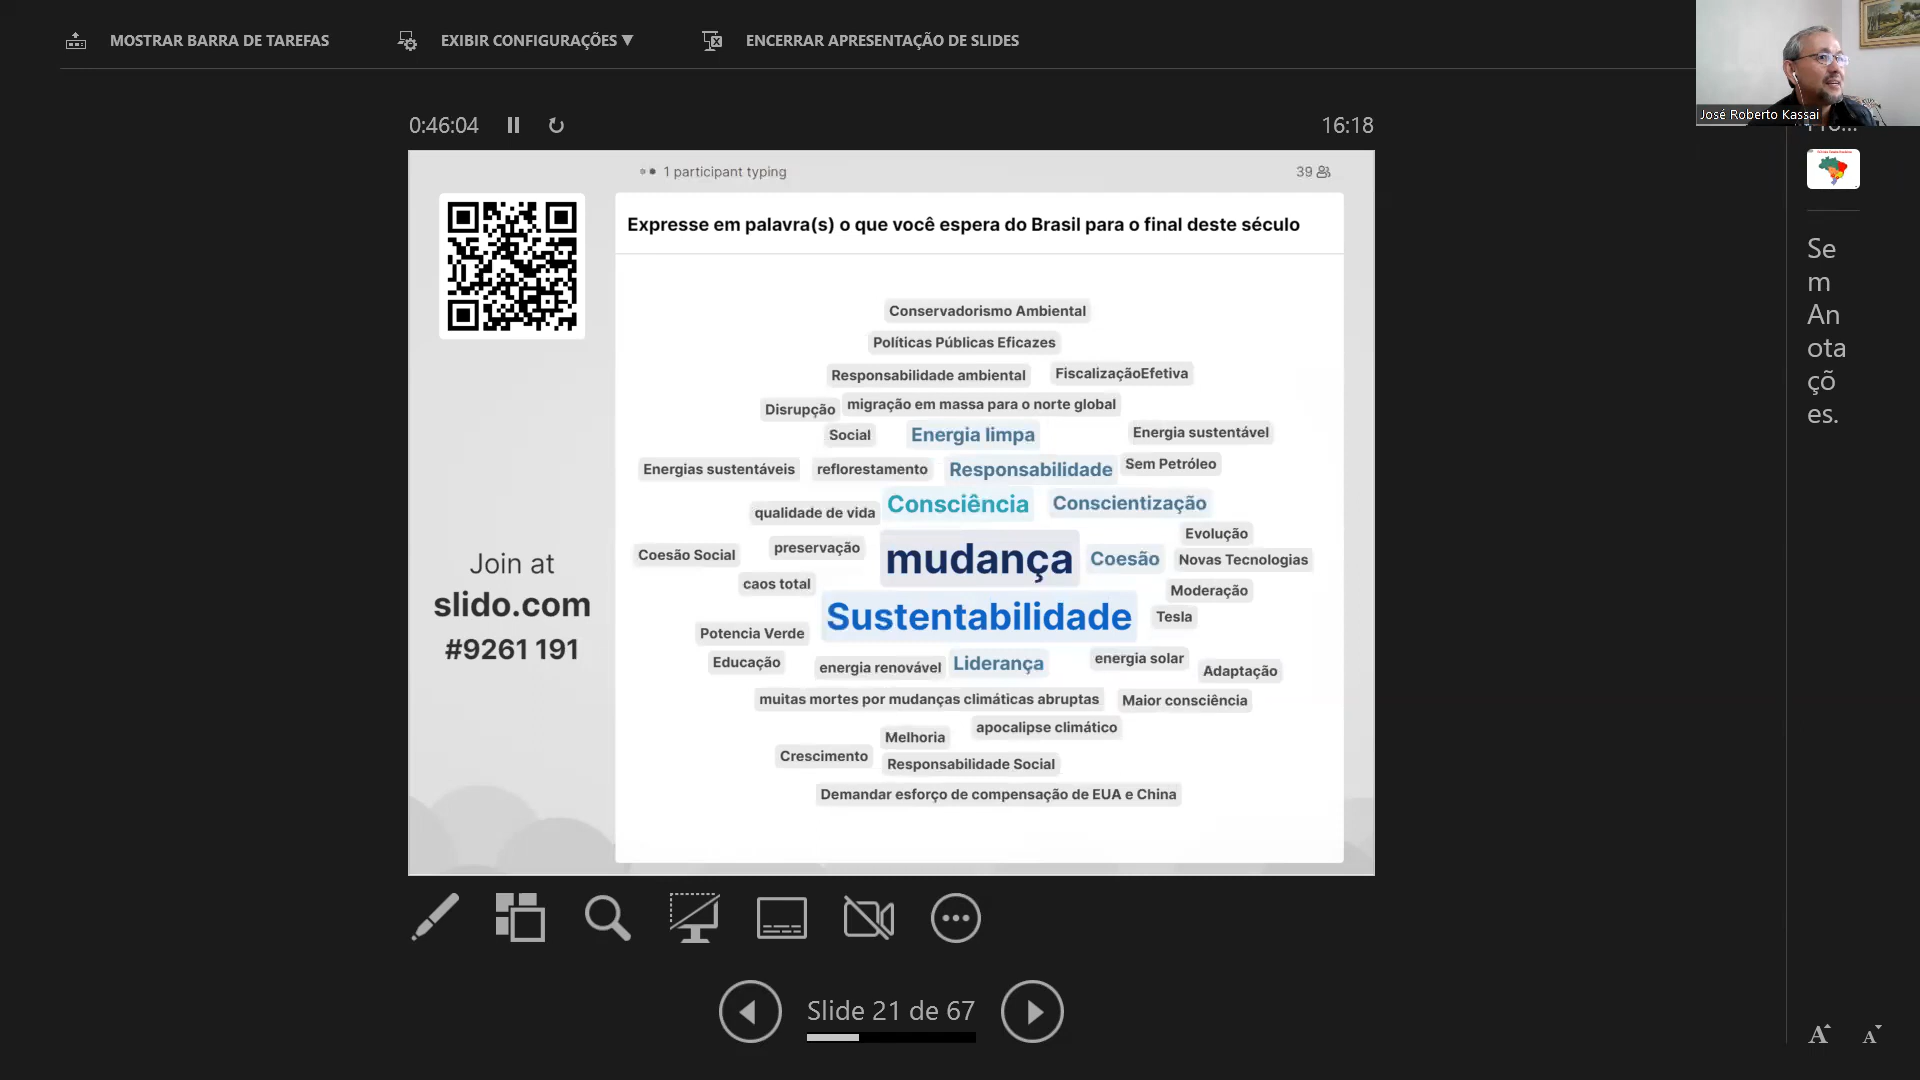 MOSTRAR BARRA DE TAREFAS
EXIBIR CONFIGURAÇÕES ▼
ENCERRAR APRESENTAÇÃO DE SLIDES
José Roberto Kassai
0:46:04
16:18
1 participant typing
39
Expresse em palavra(s) o que você espera do Brasil para o final deste século
Join at
slido.com
#9261 191
Conservadorismo Ambiental
Políticas Públicas Eficazes
Responsabilidade ambiental
FiscalizaçãoEfetiva
Disrupção
migração em massa para o norte global
Social
Energia limpa
Energia sustentável
Energias sustentáveis
reflorestamento
Responsabilidade
Sem Petróleo
qualidade de vida
Consciência
Conscientização
Evolução
Coesão Social
preservação
mudança
Coesão
Novas Tecnologias
caos total
Moderação
Sustentabilidade
Tesla
Potencia Verde
Educação
energia renovável
Liderança
energia solar
Adaptação
muitas mortes por mudanças climáticas abruptas
Maior consciência
apocalipse climático
Melhoria
Crescimento
Responsabilidade Social
Demandar esforço de compensação de EUA e China
Se
m
An
ota
çõ
es.
Slide 21 de 67
A
A